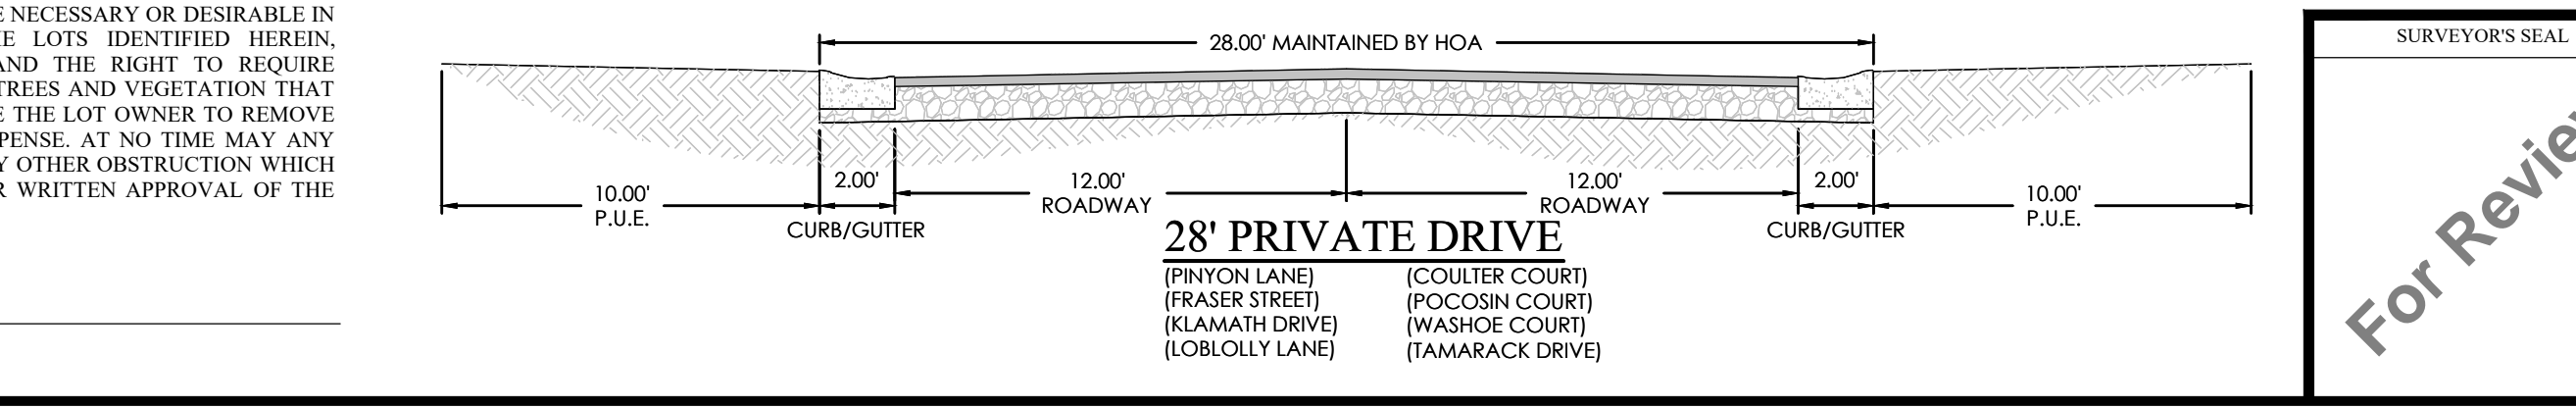 E NECESSARY OR DESIRABLE IN
IE LOTS IDENTIFIED HEREIN,
AND THE RIGHT TO REQUIRE
TREES AND VEGETATION THAT
E THE LOT OWNER TO REMOVE
PENSE. AT NO TIME MAY ANY
Y OTHER OBSTRUCTION WHICH
R WRITTEN APPROVAL OF THE
28.00' MAINTAINED BY HOA
10.00'
P.U.E.
2.00'
CURB/GUTTER
12.00'
ROADWAY
12.00'
ROADWAY
2.00'
CURB/GUTTER
10.00'
P.U.E.
28' PRIVATE DRIVE
(PINYON LANE)
(FRASER STREET)
(KLAMATH DRIVE)
(LOBLOLLY LANE)
(COULTER COURT)
(POCOSIN COURT)
(WASHOE COURT)
(TAMARACK DRIVE)
SURVEYOR'S SEAL
For Review